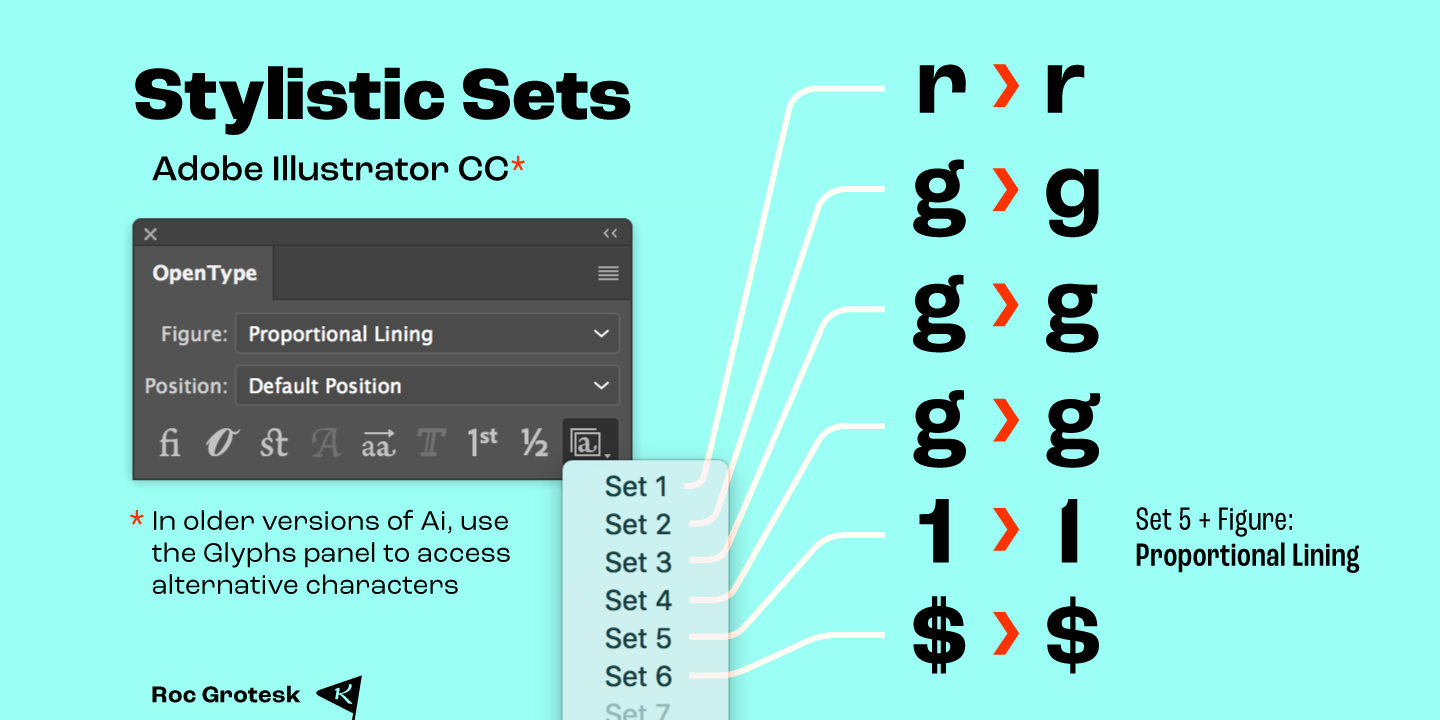 Stylistic Sets
Adobe Illustrator CC*
OpenType
Figure: Proportional Lining
Position: Default Position
fi O st A aa T 1st ½ a
Set 1
Set 2
Set 3
Set 4
Set 5
Set 6
Set 7
* In older versions of Ai, use
the Glyphs panel to access
alternative characters
Roc Grotesk K
r › r
g › g
g › g
g › g
1 › 1
Set 5 + Figure:
Proportional Lining
$ › $